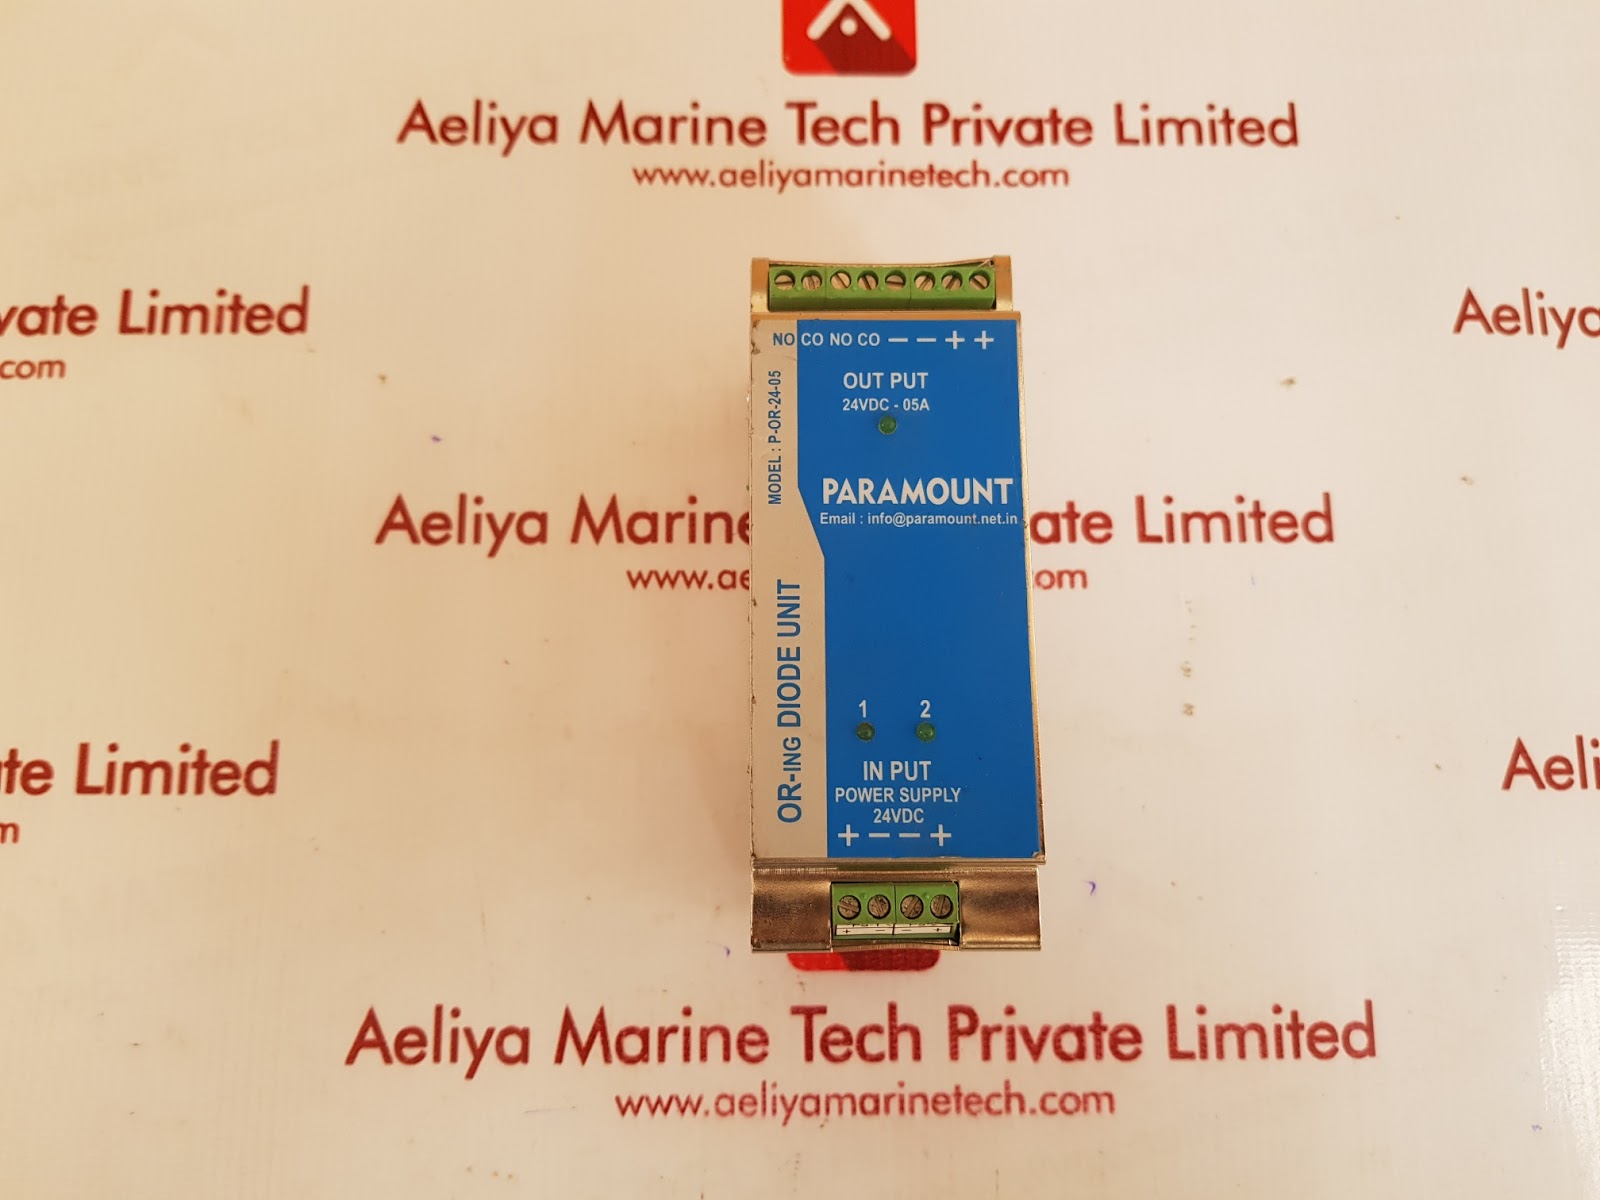 Aeliya Marine Tech Private Limited
www.aeliyamarinetech.com
vate Limited
com
Aeliya
NO CO NO CO — — + +
OUT PUT
24VDC - 05A
MODEL : P-OR-24-05
PARAMOUNT
Email : info@paramount.net.in
Aeliya Marine ate Limited
www.ae om
OR-ING DIODE UNIT
1 2
IN PUT
POWER SUPPLY
24VDC
+ — — +
+ - - +
te Limited
m
Aeli
Aeliya Marine Tech Private Limited
www.aeliyamarinetech.com